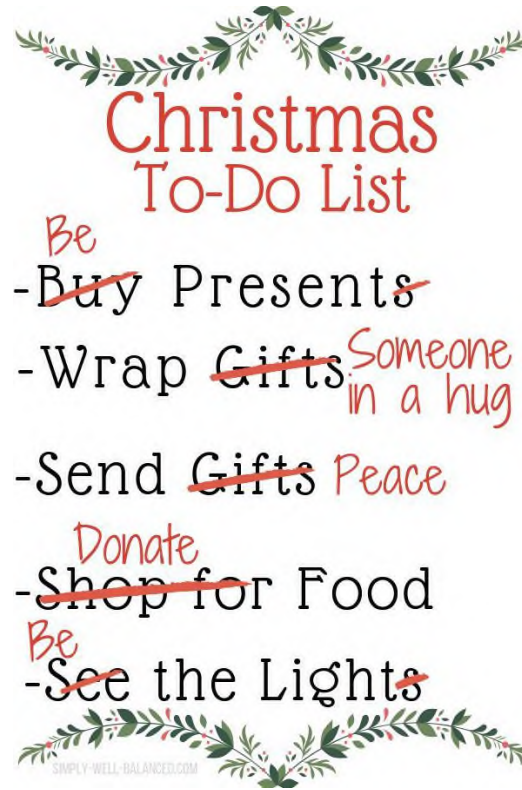 Christmas
To-Do List
Be
-Buy Presents
-Wrap Gifts Someone
in a hug
-Send Gifts Peace
Donate
-Shop for Food
Be
-See the Lights
SIMPLY-WELL-BALANCED.COM